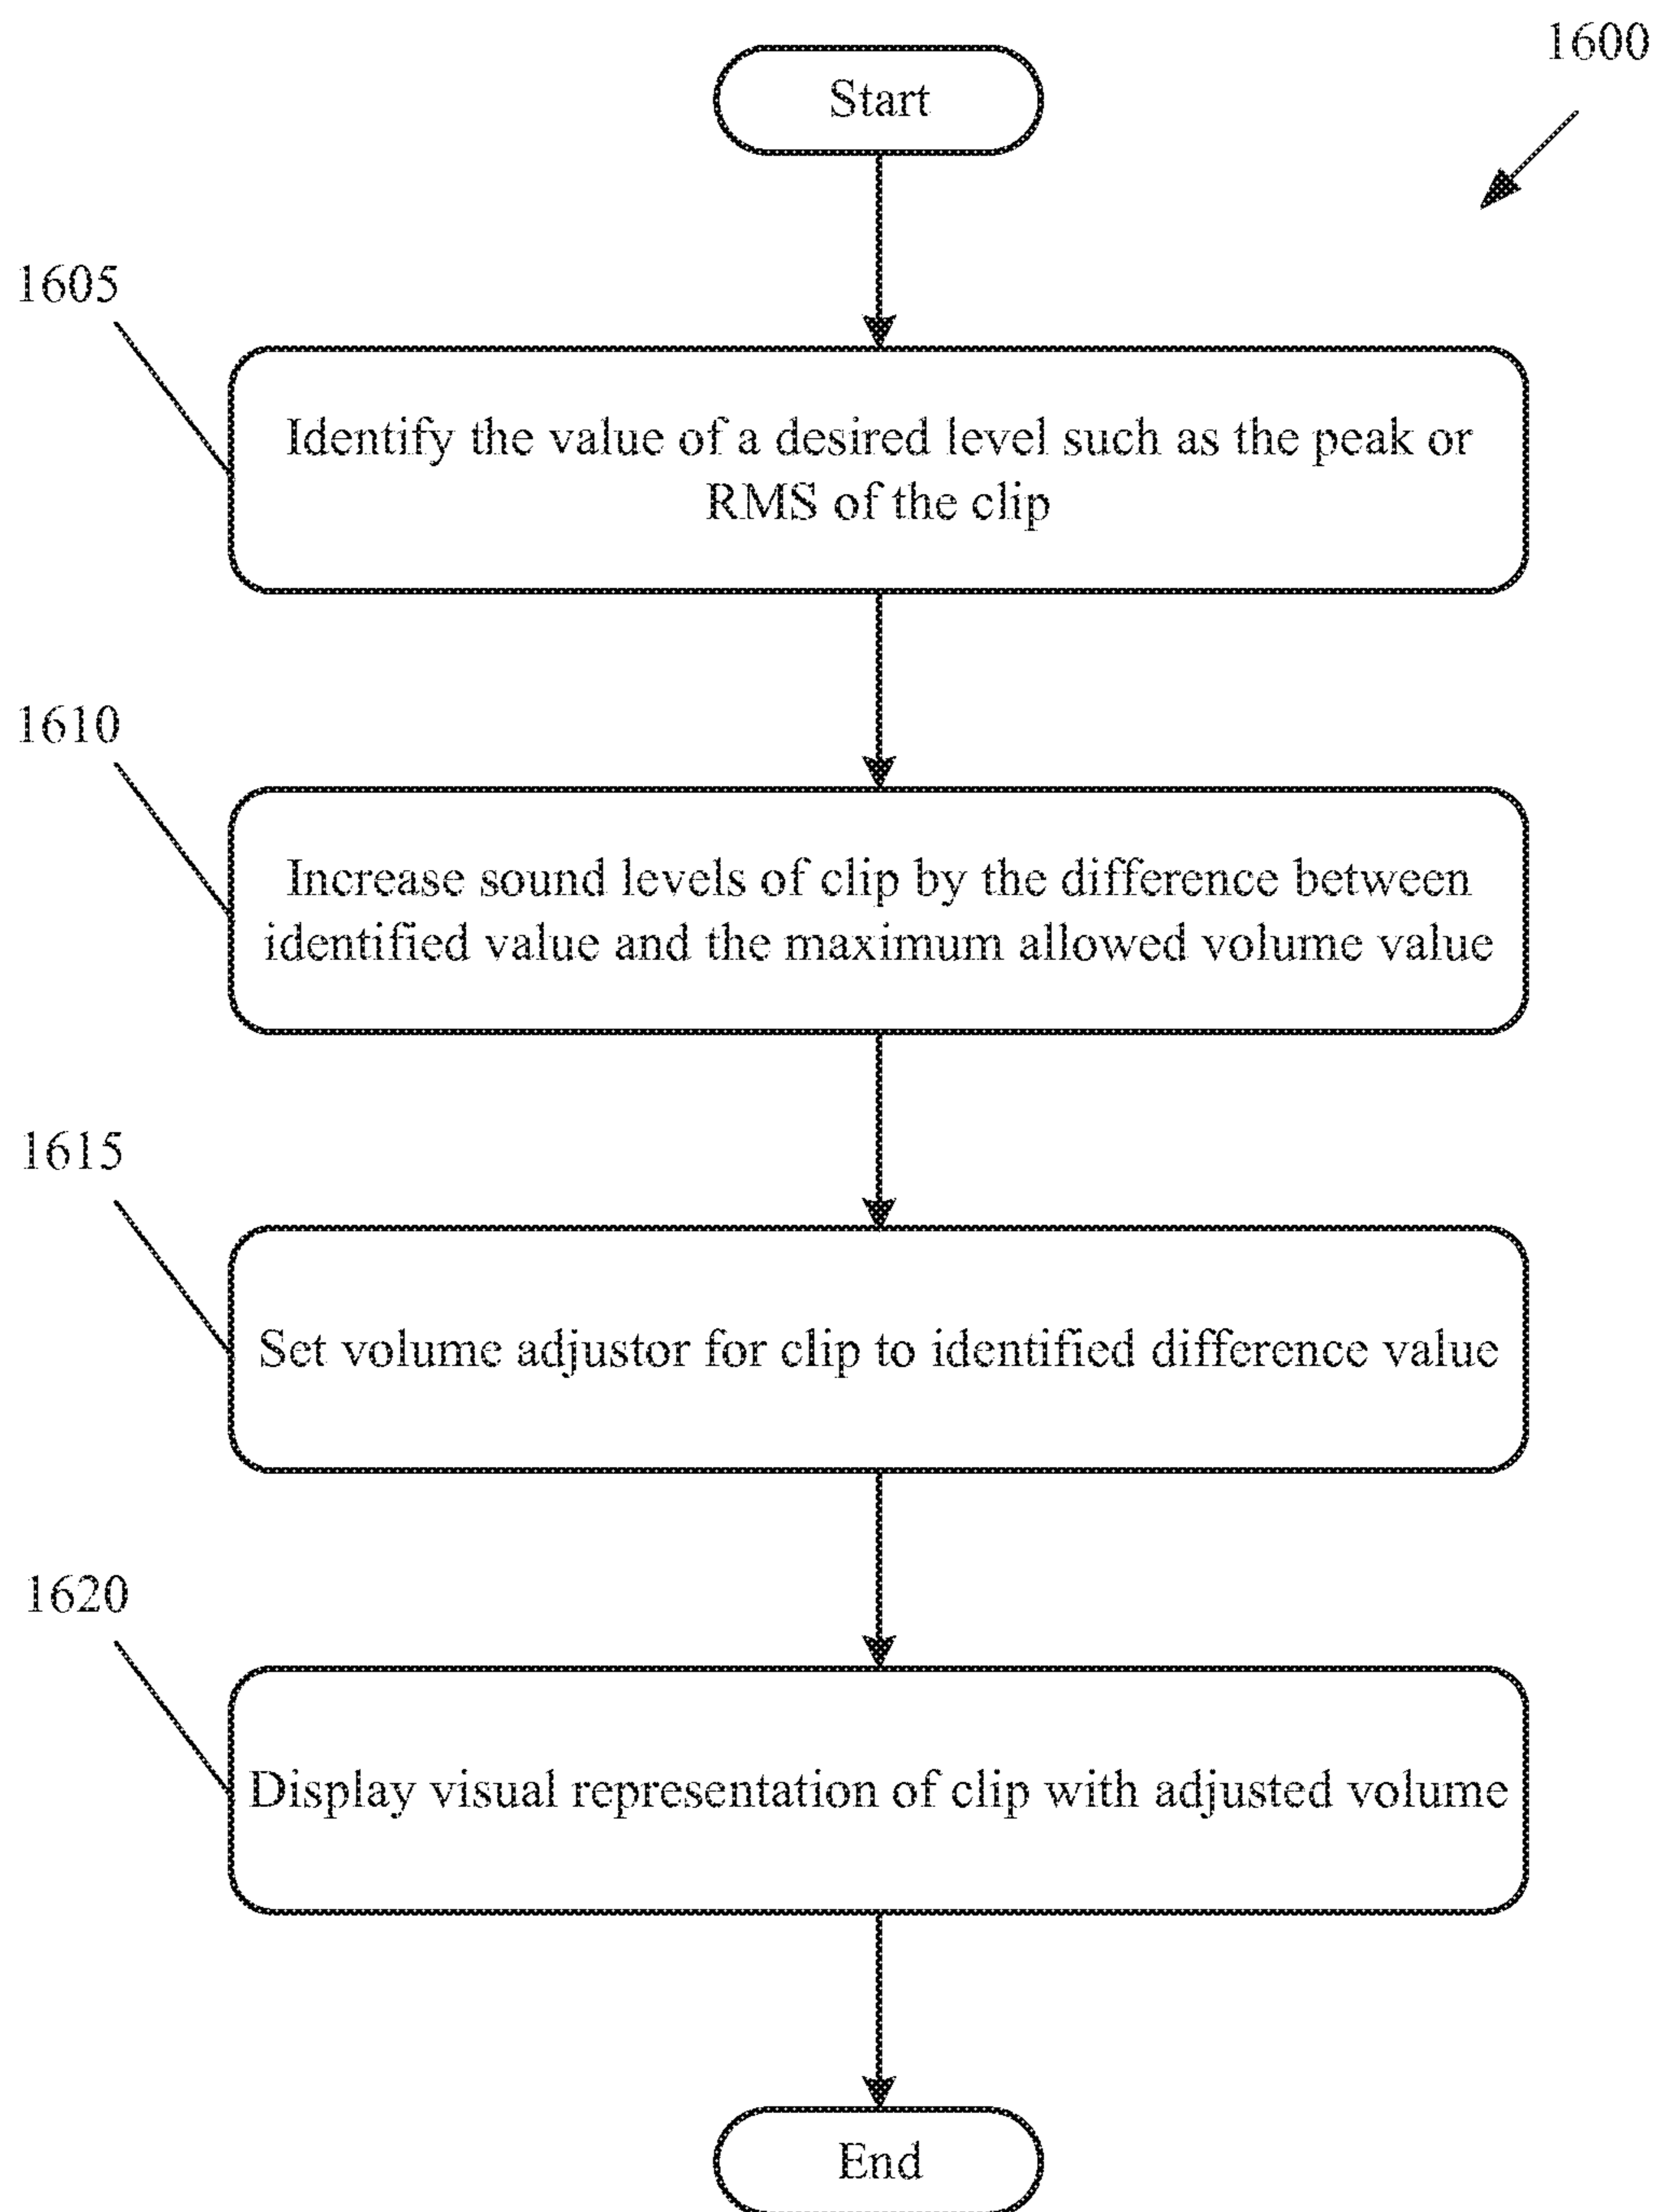 1600
Start
1605
Identify the value of a desired level such as the peak or
RMS of the clip
1610
Increase sound levels of clip by the difference between
identified value and the maximum allowed volume value
1615
Set volume adjustor for clip to identified difference value
1620
Display visual representation of clip with adjusted volume
End